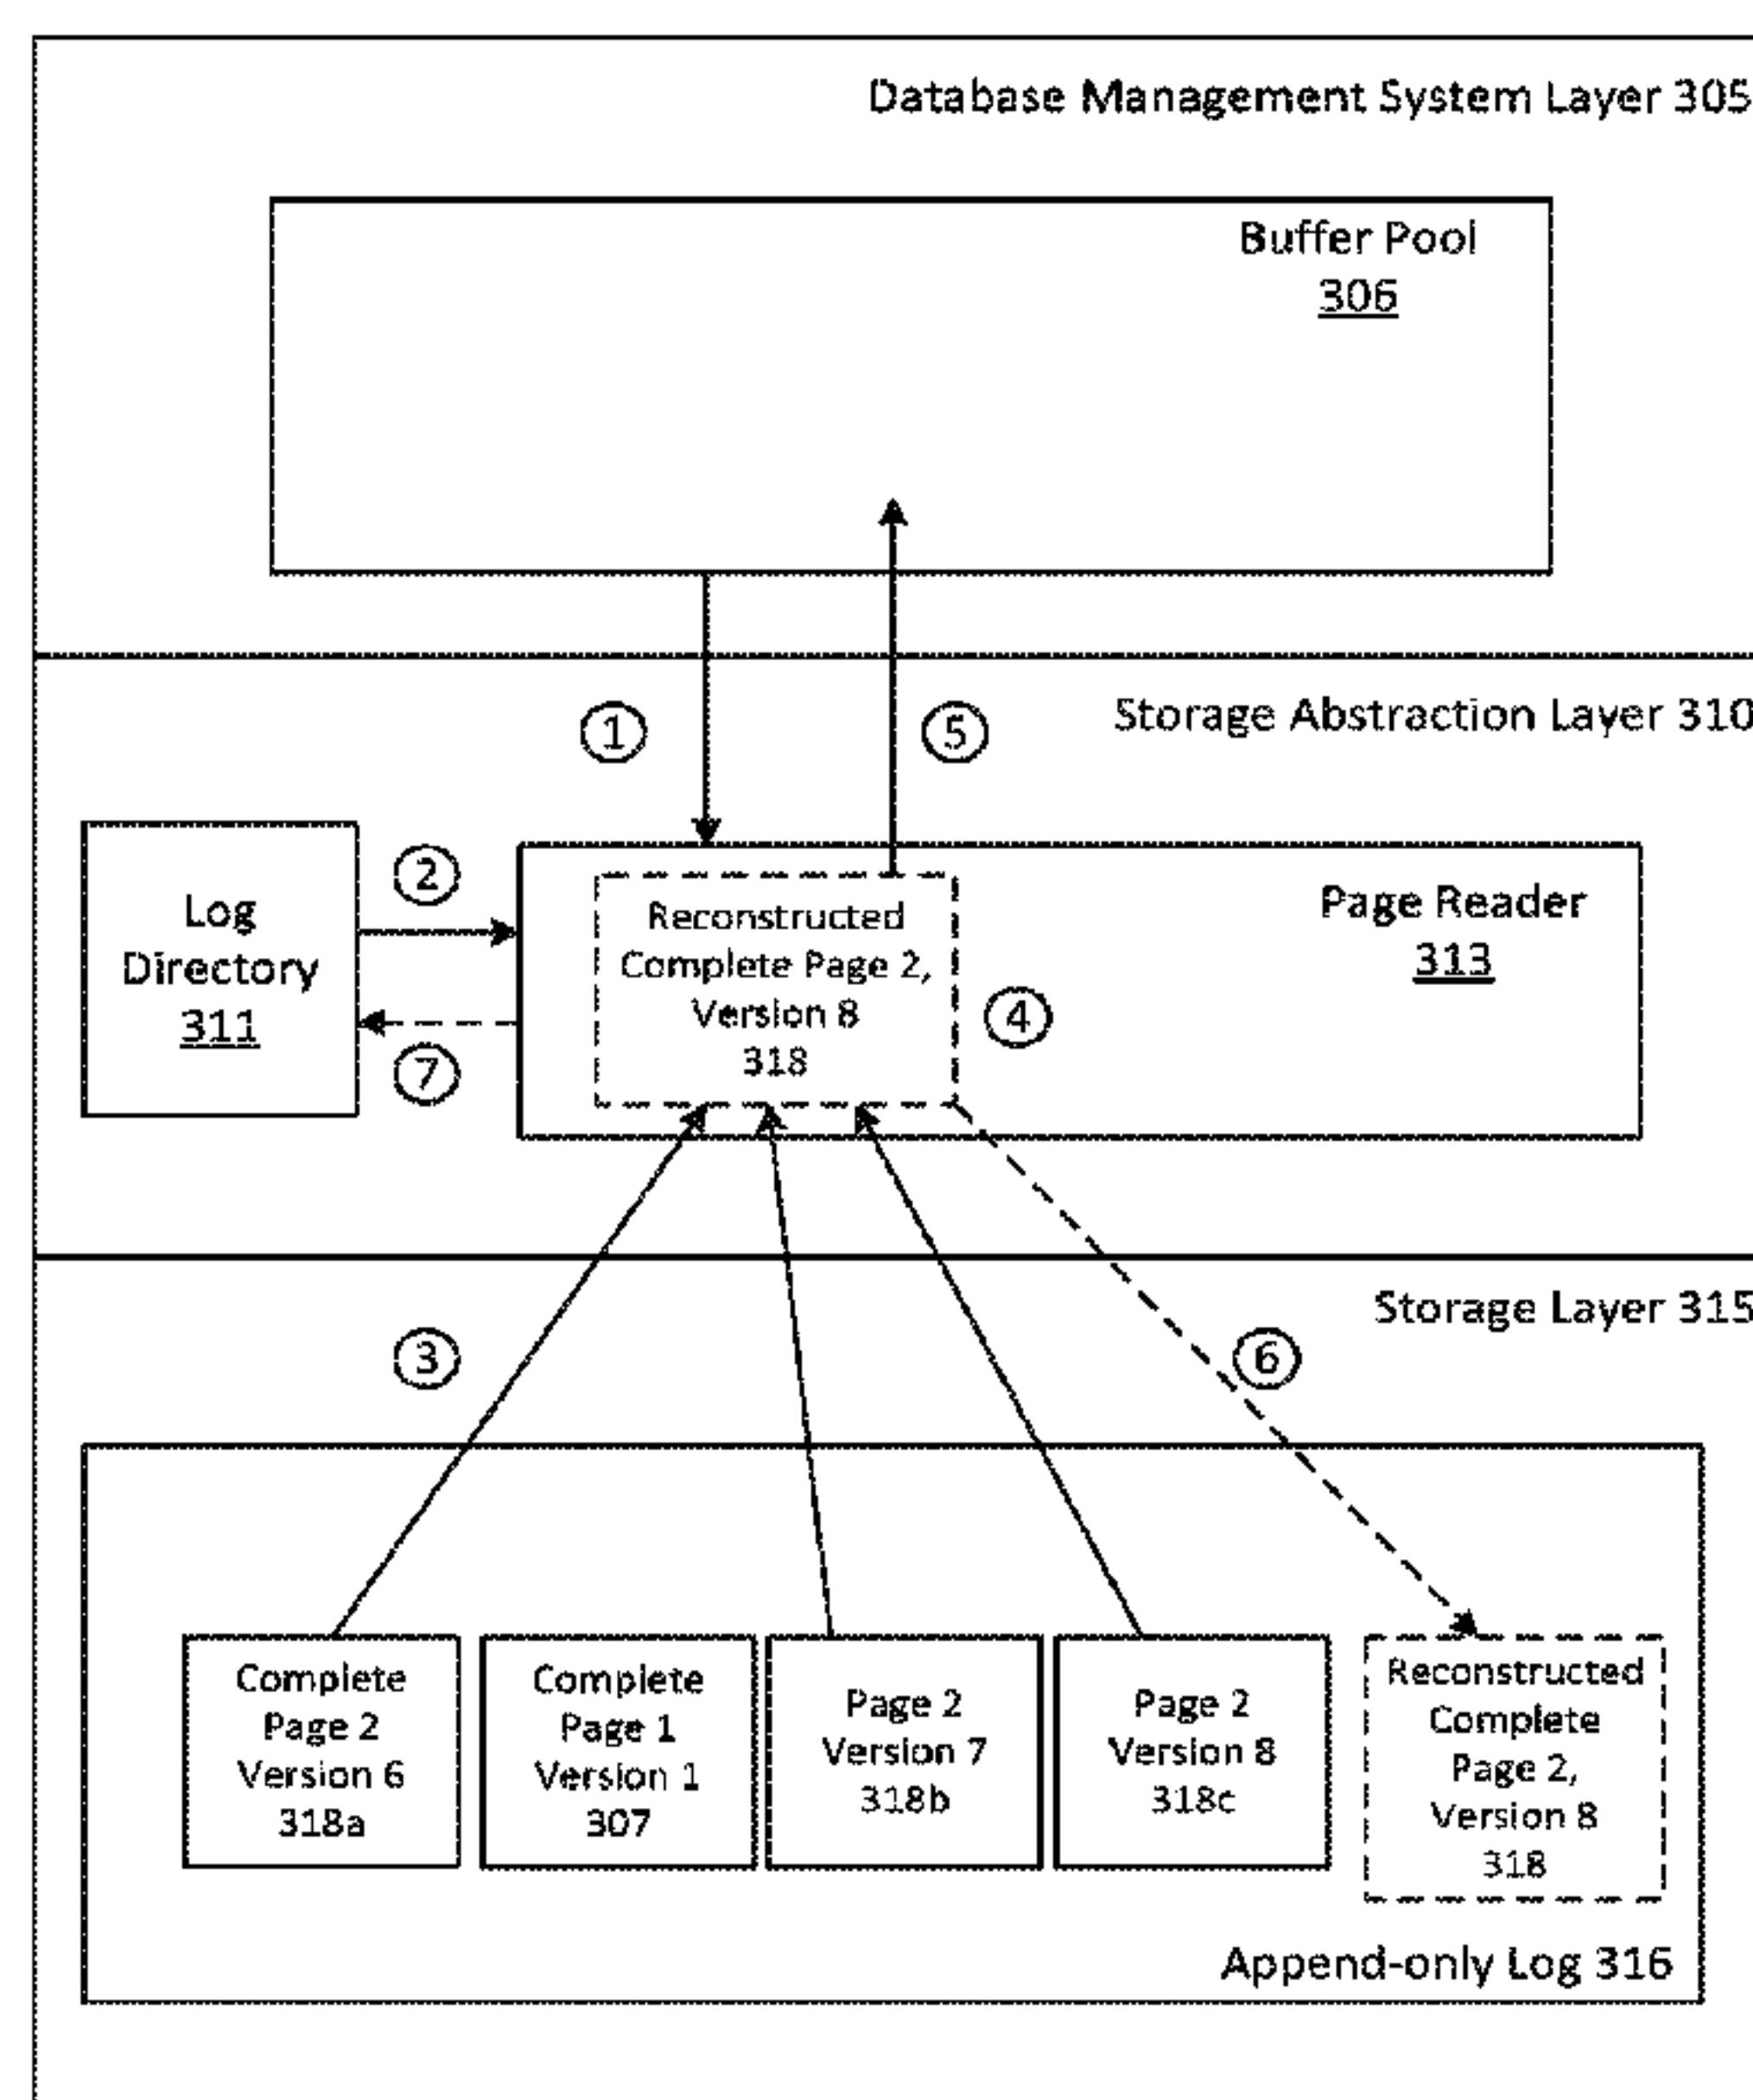 Database Management System Layer 305
Buffer Pool
306
Storage Abstraction Layer 310
1
5
2
Log
Directory
311
7
Reconstructed
Complete Page 2,
Version 8
318
4
Page Reader
313
Storage Layer 315
3
6
Complete
Page 2
Version 6
318a
Complete
Page 1
Version 1
307
Page 2
Version 7
318b
Page 2
Version 8
318c
Reconstructed
Complete
Page 2,
Version 8
318
Append-only Log 316